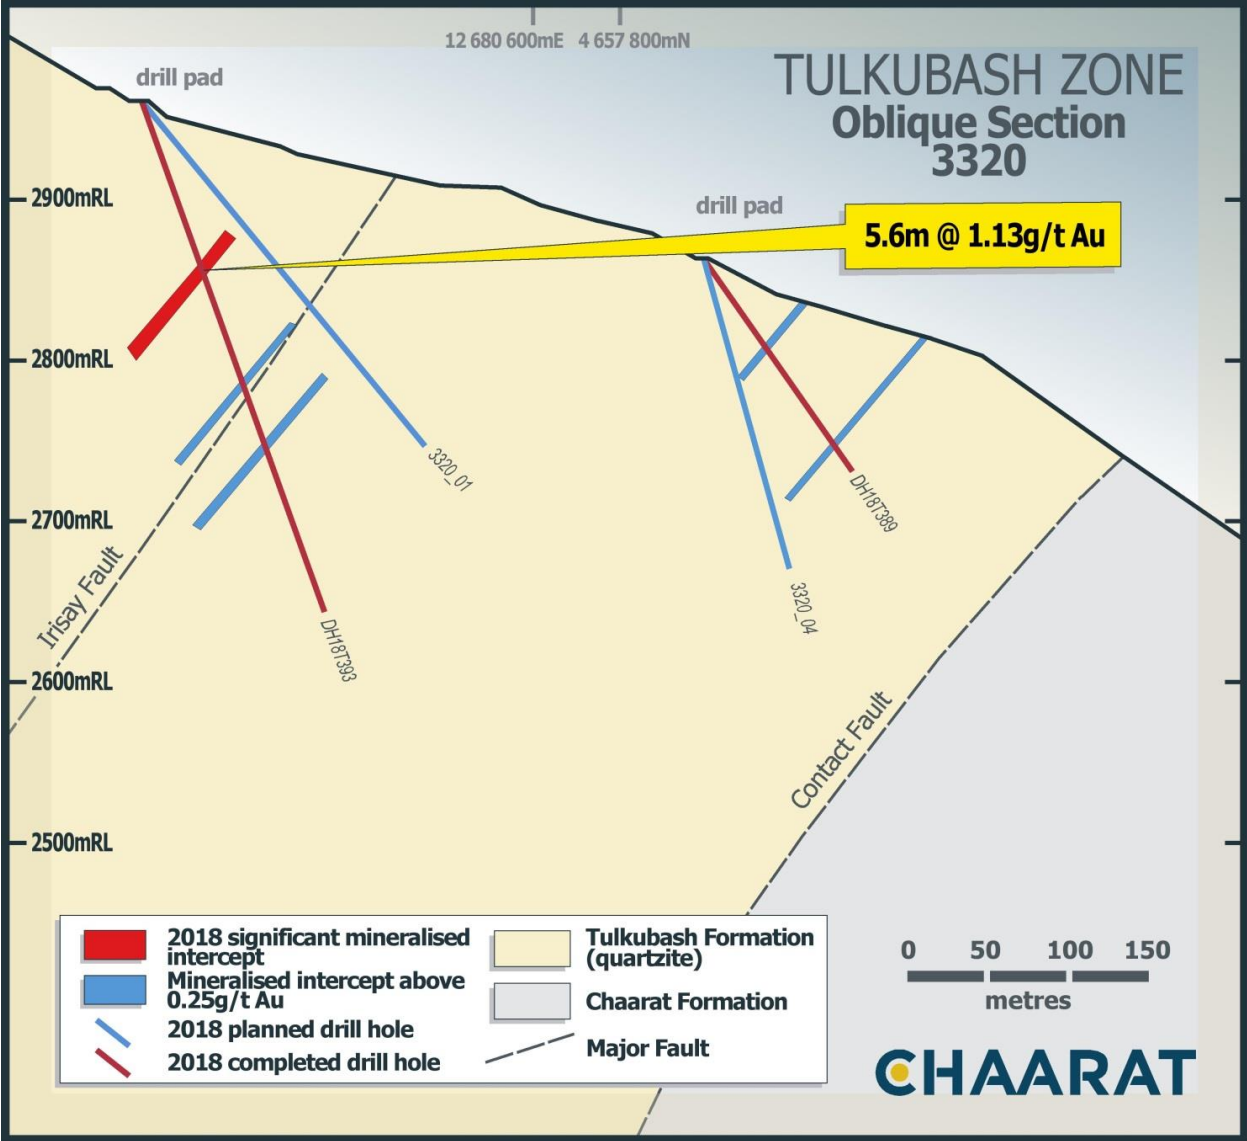 12 680 600mE 4 657 800mN
TULKUBASH ZONE
Oblique Section
3320
drill pad
drill pad
5.6m @ 1.13g/t Au
2900mRL
2800mRL
2700mRL
2600mRL
2500mRL
3320_01
DH18T393
DH18T389
3320_04
Irisay Fault
Contact Fault
2018 significant mineralised
intercept
Mineralised intercept above
0.25g/t Au
2018 planned drill hole
2018 completed drill hole
Tulkubash Formation
(quartzite)
Chaarat Formation
Major Fault
0 50 100 150
metres
CHAARAT